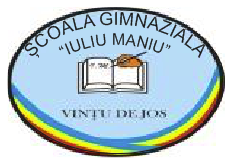 ȘCOALA GIMNAZIALĂ
"IULIU MANIU"
VINȚU DE JOS